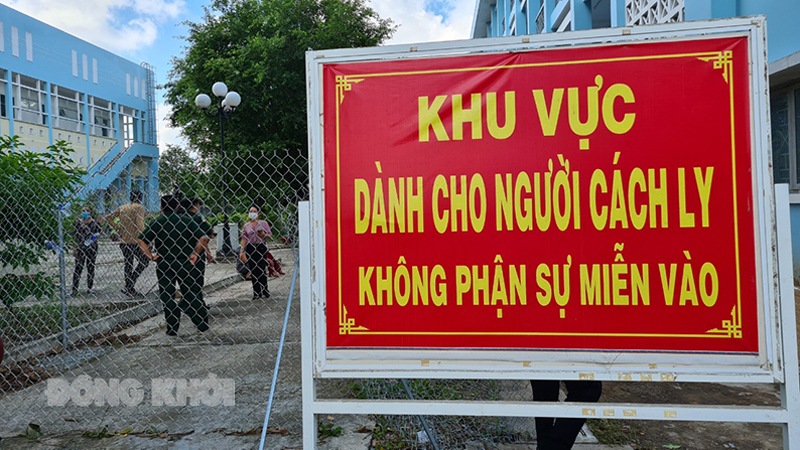 KHU VỰC
DÀNH CHO NGƯỜI CÁCH LY
KHÔNG PHẬN SỰ MIỄN VÀO
ĐỒNG KHỞI